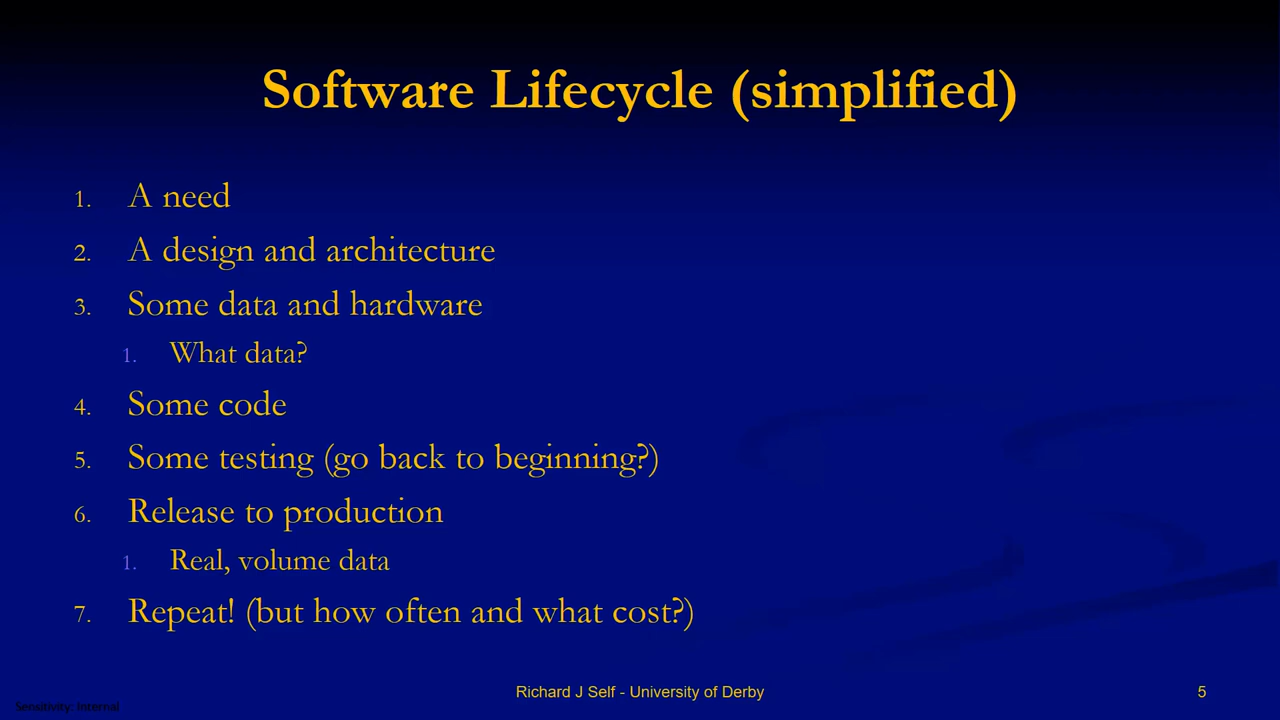 Software Lifecycle (simplified)
1. A need
2. A design and architecture
3. Some data and hardware
1. What data?
4. Some code
5. Some testing (go back to beginning?)
6. Release to production
1. Real, volume data
7. Repeat! (but how often and what cost?)
Richard J Self - University of Derby
5
Sensitivity: Internal